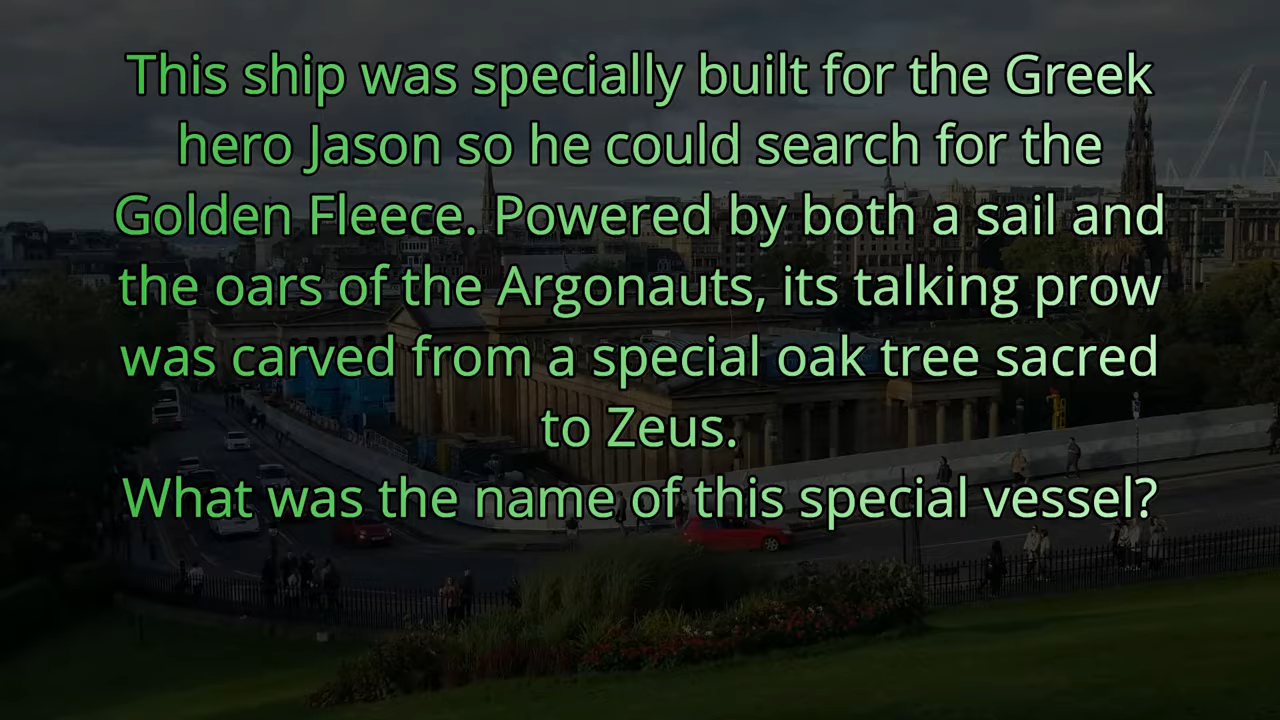 This ship was specially built for the Greek
hero Jason so he could search for the
Golden Fleece. Powered by both a sail and
the oars of the Argonauts, its talking prow
was carved from a special oak tree sacred
to Zeus.
What was the name of this special vessel?